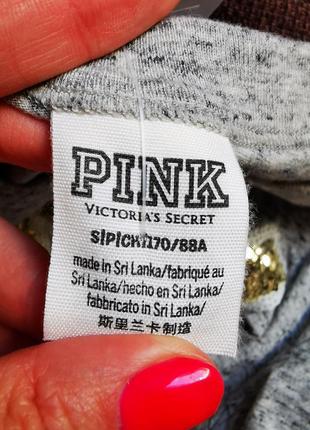 PINK
VICTORIA'S SECRET
S|P|CH|170/88A
made in Sri Lanka/fabriqué au
Sri Lanka/hecho en Sri Lanka/
fabbricato in Sri Lanka/
斯里兰卡制造